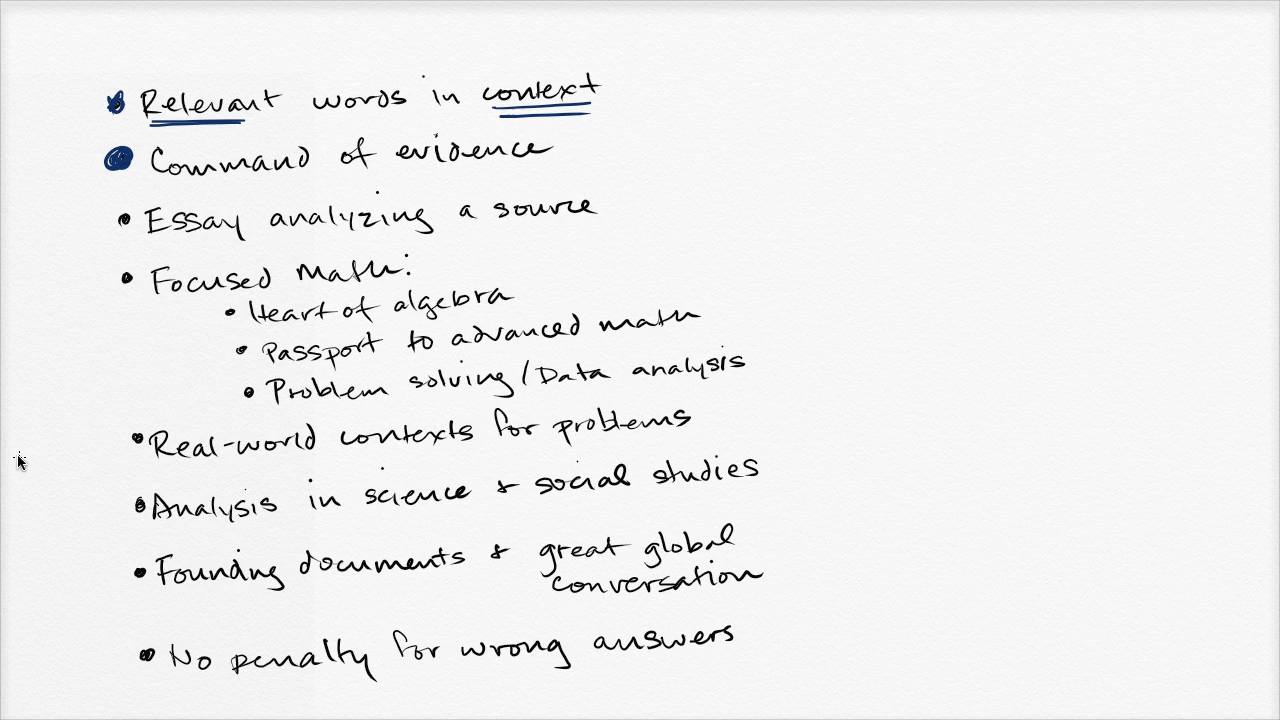 • Relevant words in context
• Command of evidence
• Essay analyzing a source
• Focused Math:
• Heart of algebra
• Passport to advanced math
• Problem solving/Data analysis
• Real-world contexts for problems
• Analysis in science & social studies
• Founding documents & great global
conversation
• No penalty for wrong answers